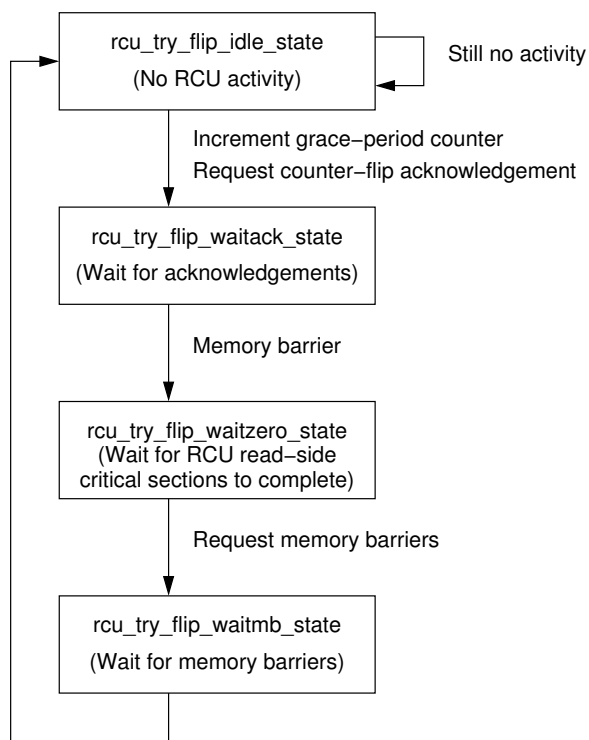 rcu_try_flip_idle_state
(No RCU activity)
Still no activity
Increment grace−period counter
Request counter−flip acknowledgement
rcu_try_flip_waitack_state
(Wait for acknowledgements)
Memory barrier
rcu_try_flip_waitzero_state
(Wait for RCU read−side
critical sections to complete)
Request memory barriers
rcu_try_flip_waitmb_state
(Wait for memory barriers)